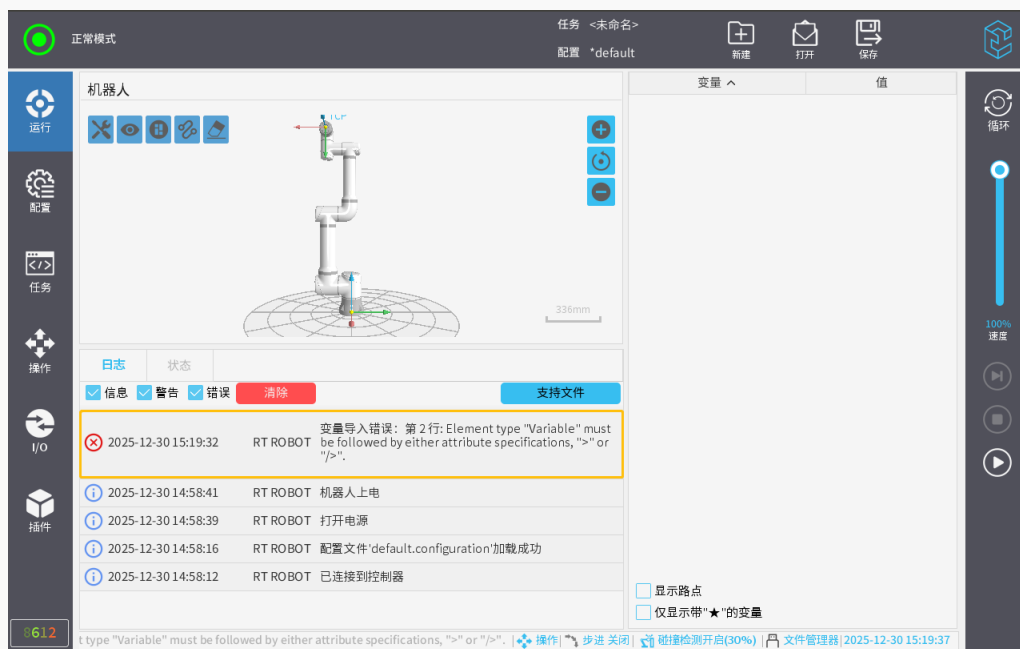 正常模式
任务 <未命名>
配置 *default
新建
打开
保存
运行
配置
任务
操作
I/O
插件
8612
机器人
TCP
336mm
日志 状态
信息 警告 错误 清除 支持文件
2025-12-30 15:19:32 RT ROBOT 变量导入错误：第 2 行: Element type "Variable" must
be followed by either attribute specifications, ">" or
"/>".
2025-12-30 14:58:41 RT ROBOT 机器人上电
2025-12-30 14:58:39 RT ROBOT 打开电源
2025-12-30 14:58:16 RT ROBOT 配置文件'default.configuration'加载成功
2025-12-30 14:58:12 RT ROBOT 已连接到控制器
变量 值
显示路点
仅显示带"★"的变量
循环
100%
速度
t type "Variable" must be followed by either attribute specifications, ">" or "/>". | 操作| 步进 关闭| 碰撞检测开启(30%) | 文件管理器| 2025-12-30 15:19:37